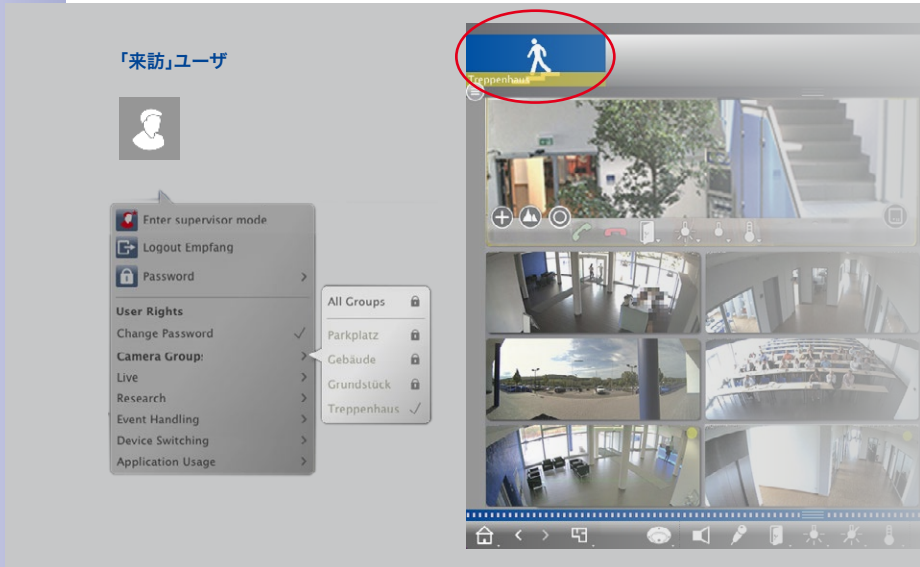 「来訪」ユーザ
Treppenhaus
Enter supervisor mode
Logout Empfang
Password
User Rights
Change Password
Camera Group:
Live
Research
Event Handling
Device Switching
Application Usage
All Groups
Parkplatz
Gebäude
Grundstück
Treppenhaus